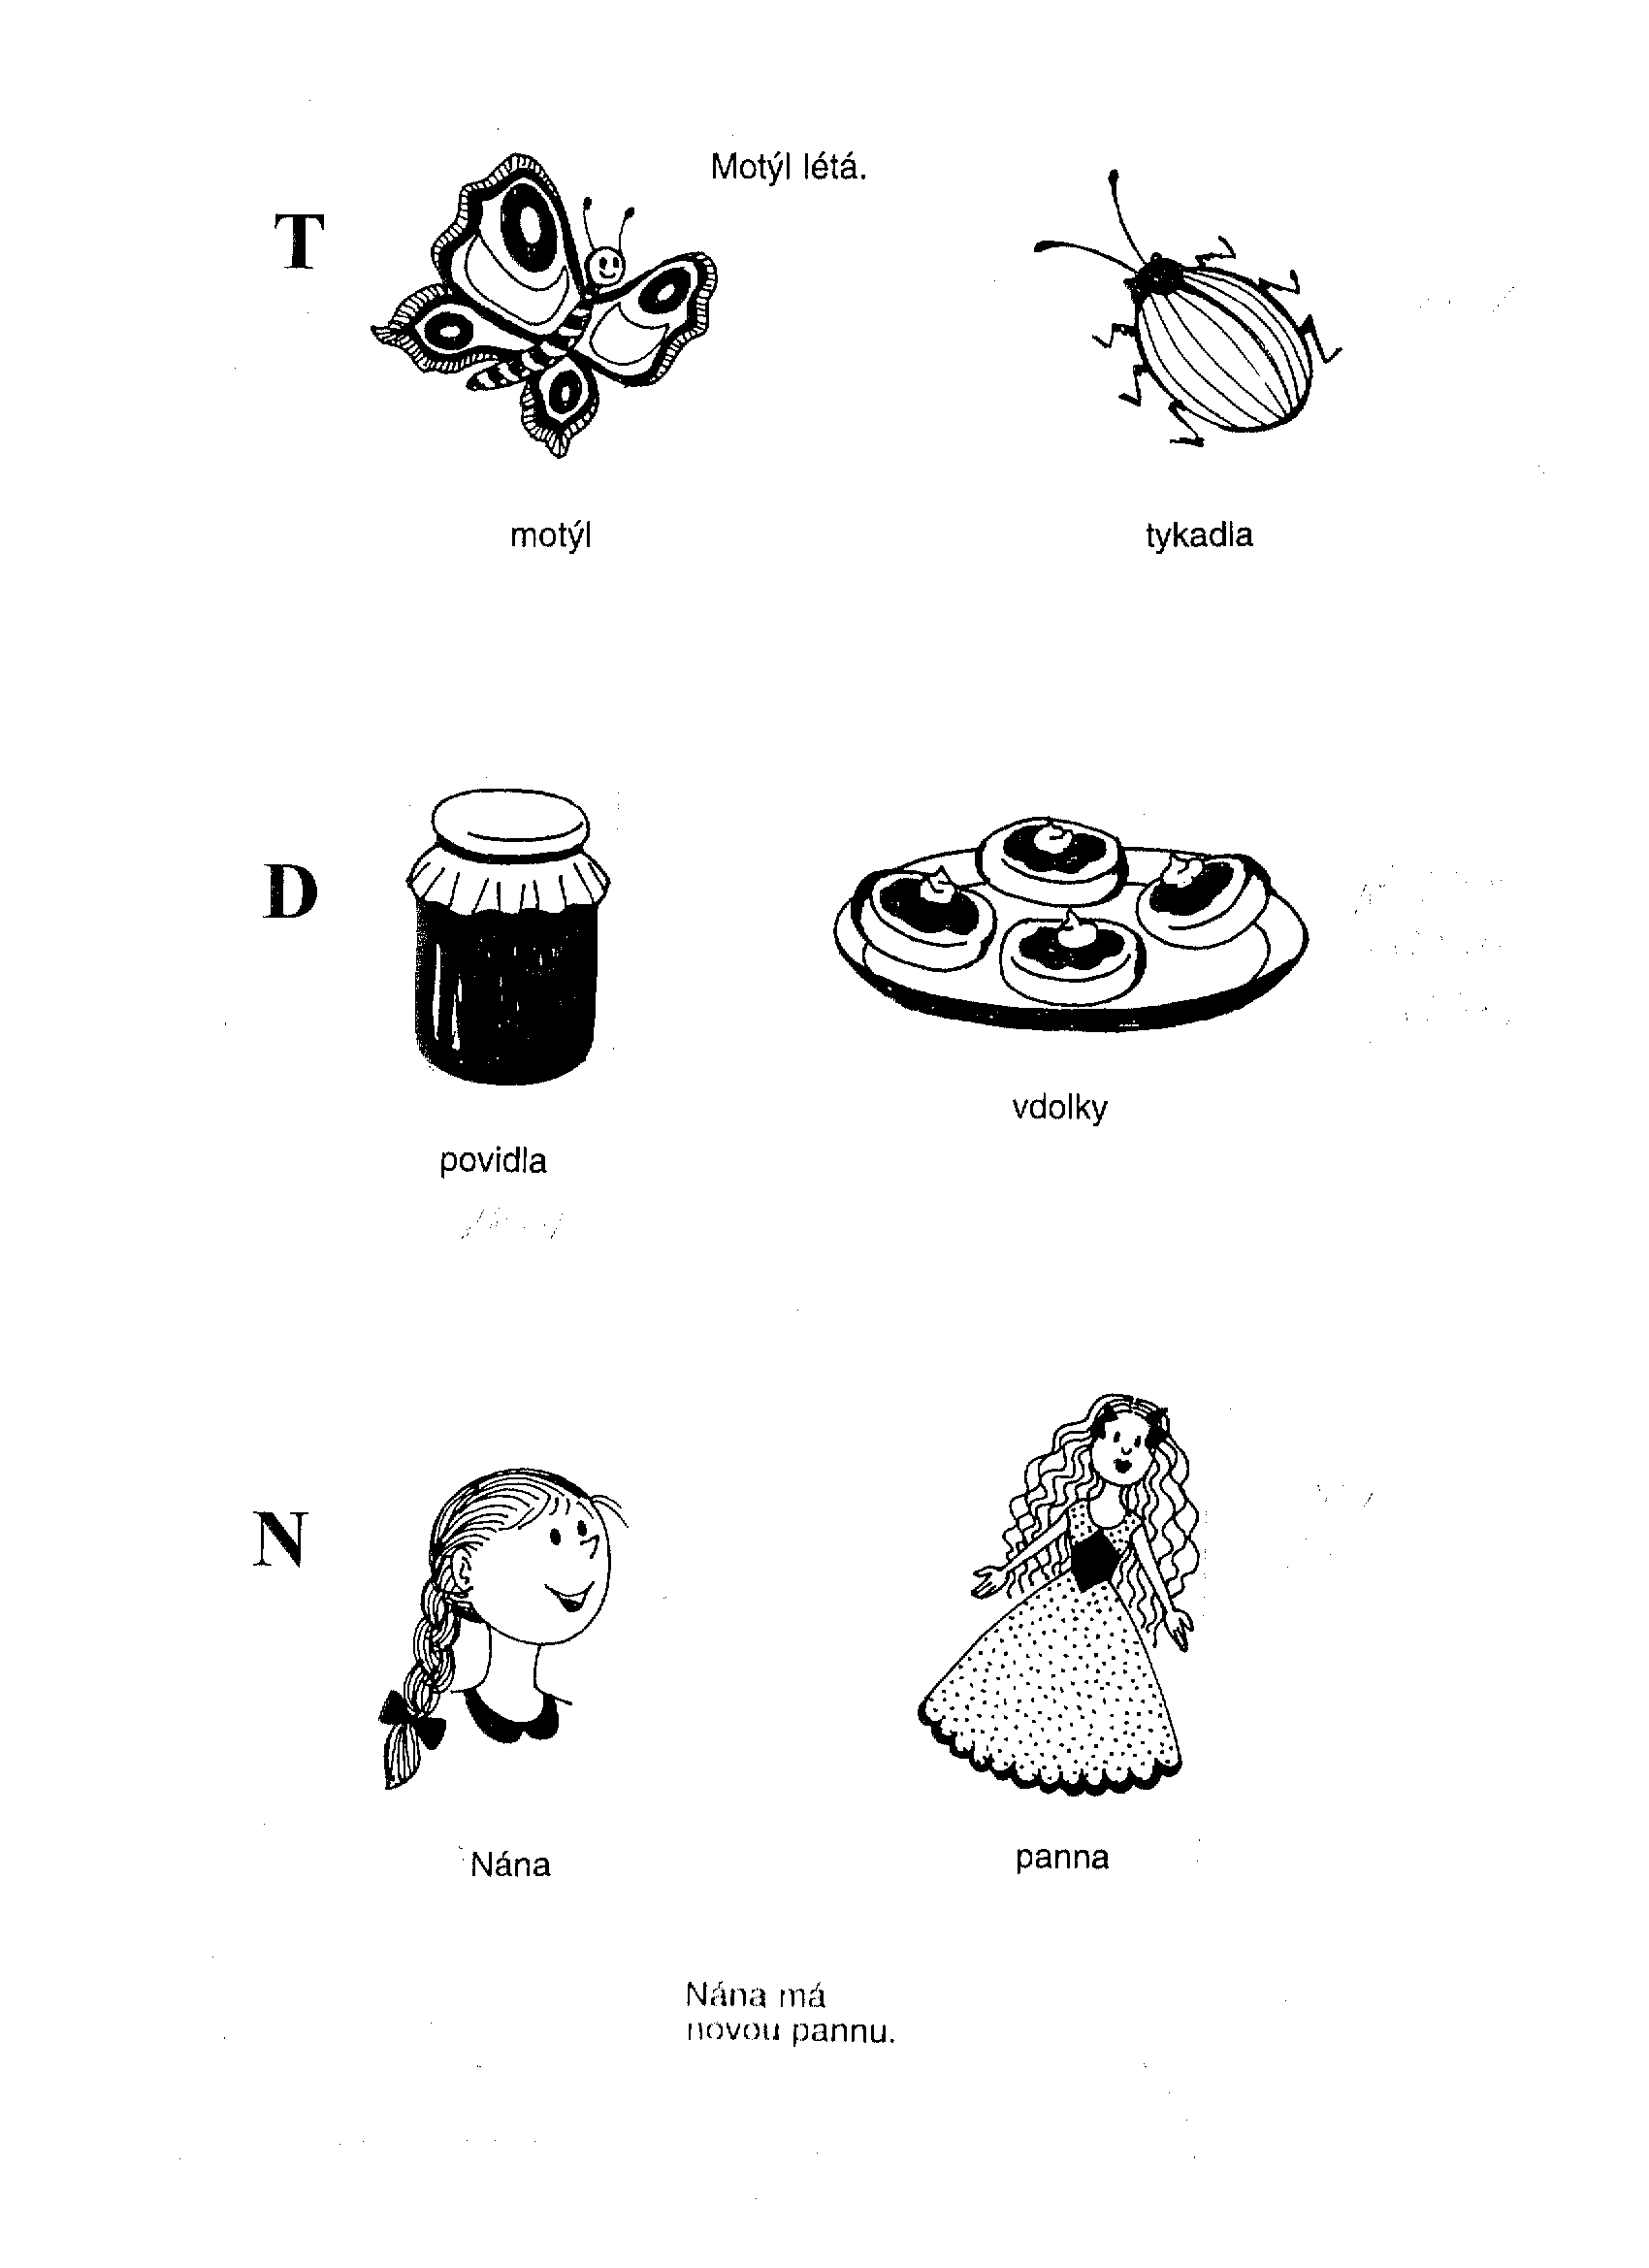 Motýl létá.
T
motýl
tykadla
D
vdolky
povidla
N
Nána
panna
Nána má
novou pannu.